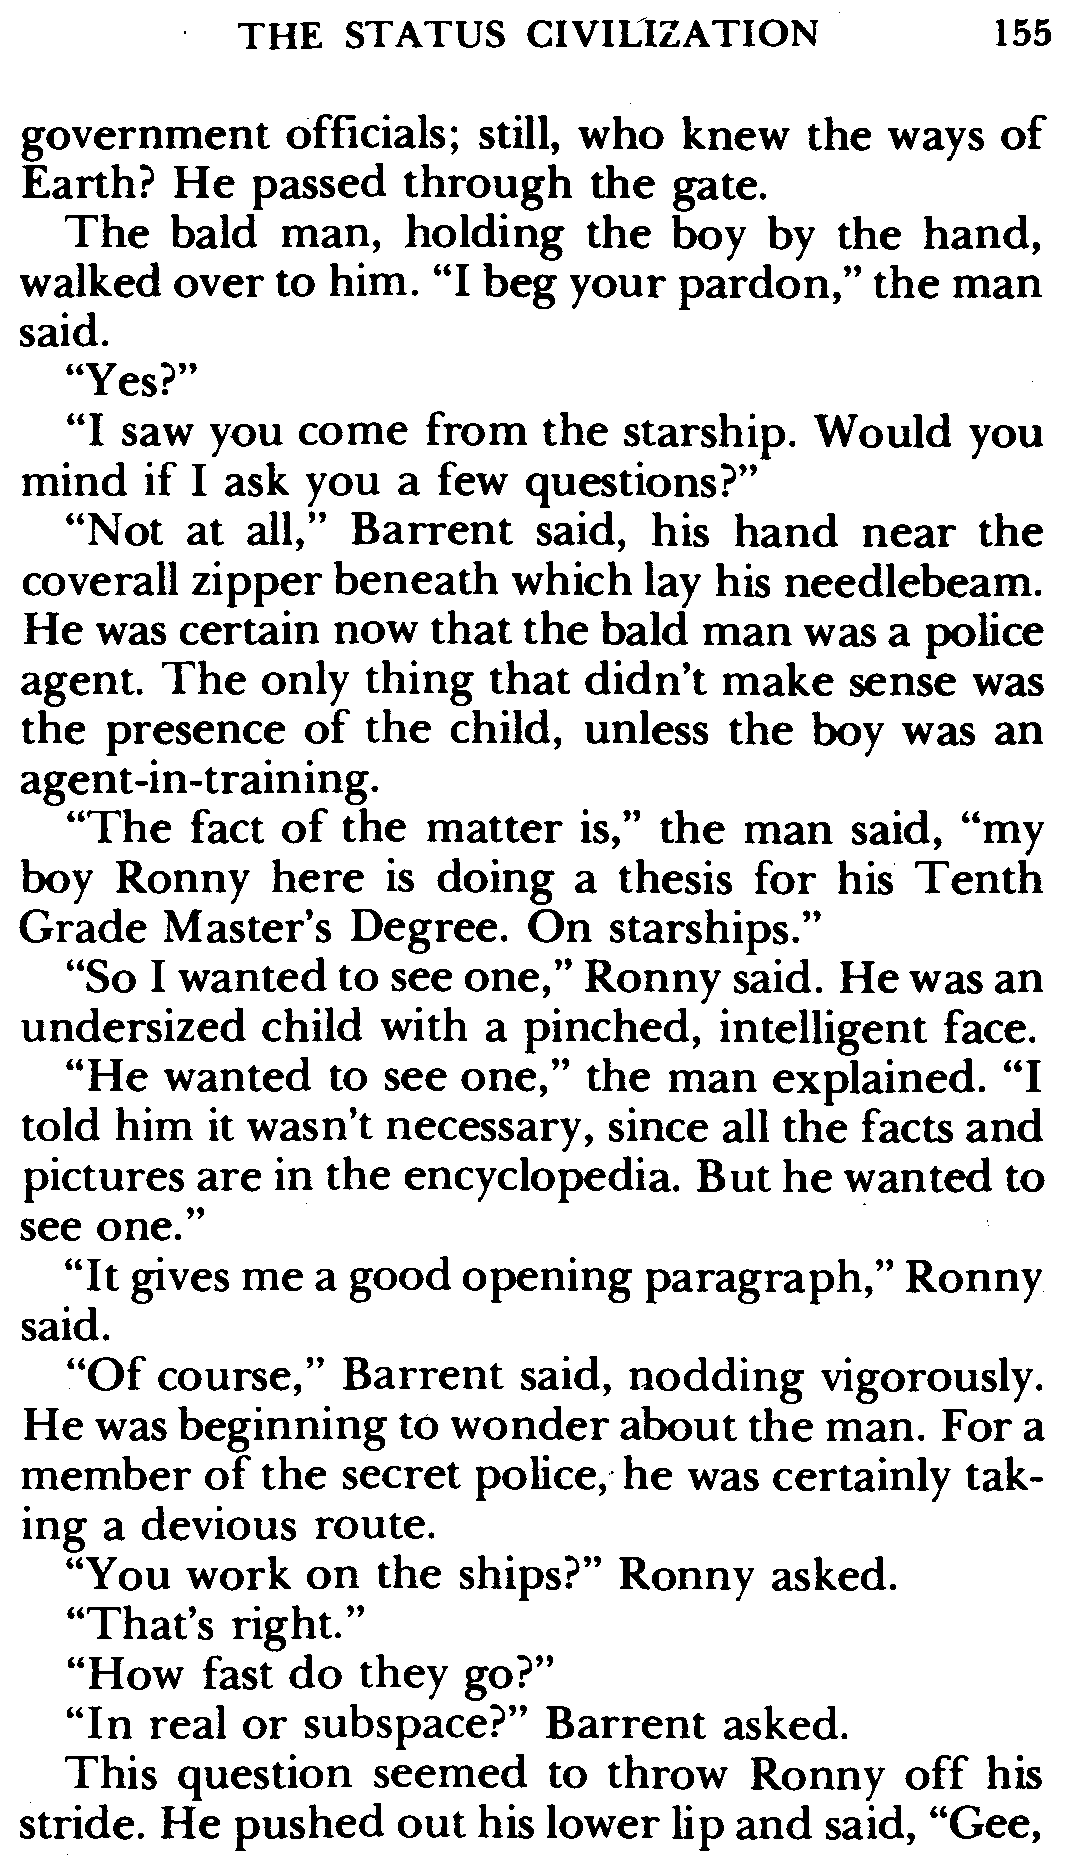 THE STATUS CIVILIZATION 155
government officials; still, who knew the ways of
Earth? He passed through the gate.
The bald man, holding the boy by the hand,
walked over to him. “I beg your pardon,” the man
said.
“Yes?”
“I saw you come from the starship. Would you
mind if I ask you a few questions?”
“Not at all,” Barrent said, his hand near the
coverall zipper beneath which lay his needlebeam.
He was certain now that the bald man was a police
agent. The only thing that didn’t make sense was
the presence of the child, unless the boy was an
agent-in-training.
“The fact of the matter is,” the man said, “my
boy Ronny here is doing a thesis for his Tenth
Grade Master’s Degree. On starships.”
“So I wanted to see one,” Ronny said. He was an
undersized child with a pinched, intelligent face.
“He wanted to see one,” the man explained. “I
told him it wasn’t necessary, since all the facts and
pictures are in the encyclopedia. But he wanted to
see one.”
“It gives me a good opening paragraph,” Ronny
said.
“Of course,” Barrent said, nodding vigorously.
He was beginning to wonder about the man. For a
member of the secret police, he was certainly tak-
ing a devious route.
“You work on the ships?” Ronny asked.
“That’s right.”
“How fast do they go?”
“In real or subspace?” Barrent asked.
This question seemed to throw Ronny off his
stride. He pushed out his lower lip and said, “Gee,